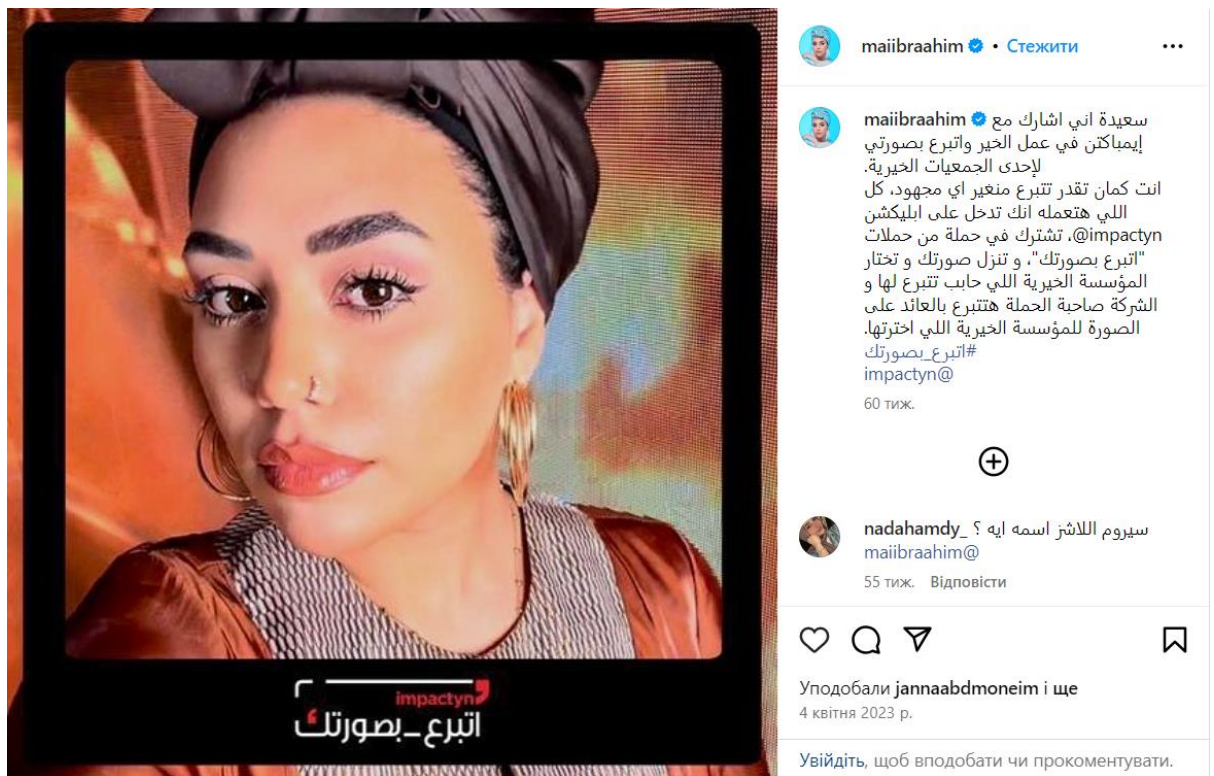 maiibraahim • Стежити
maiibraahim سعيدة اني اشارك مع
إيمباكتن في عمل الخير واتبرع بصورتي
لإحدى الجمعيات الخيرية.
انت كمان تقدر تتبرع منغير اي مجهود، كل
اللي هتعمله انك تدخل على ابليكشن
@impactyn، تشترك في حملة من حملات
"اتبرع بصورتك"، و تنزل صورتك و تختار
المؤسسة الخيرية اللي حابب تتبرع لها و
الشركة صاحبة الحملة هتتبرع بالعائد على
الصورة للمؤسسة الخيرية اللي اخترتها.
#اتبرع_بصورتك
@impactyn
60 тиж.
nadahamdy_ سيروم اللاشز اسمه ايه ؟
@maiibraahim
55 тиж. Відповісти
Уподобали jannaabdmoneim і ще
4 квітня 2023 р.
Увійдіть, щоб вподобати чи прокоментувати.
impactyn
اتبرع_بصورتك